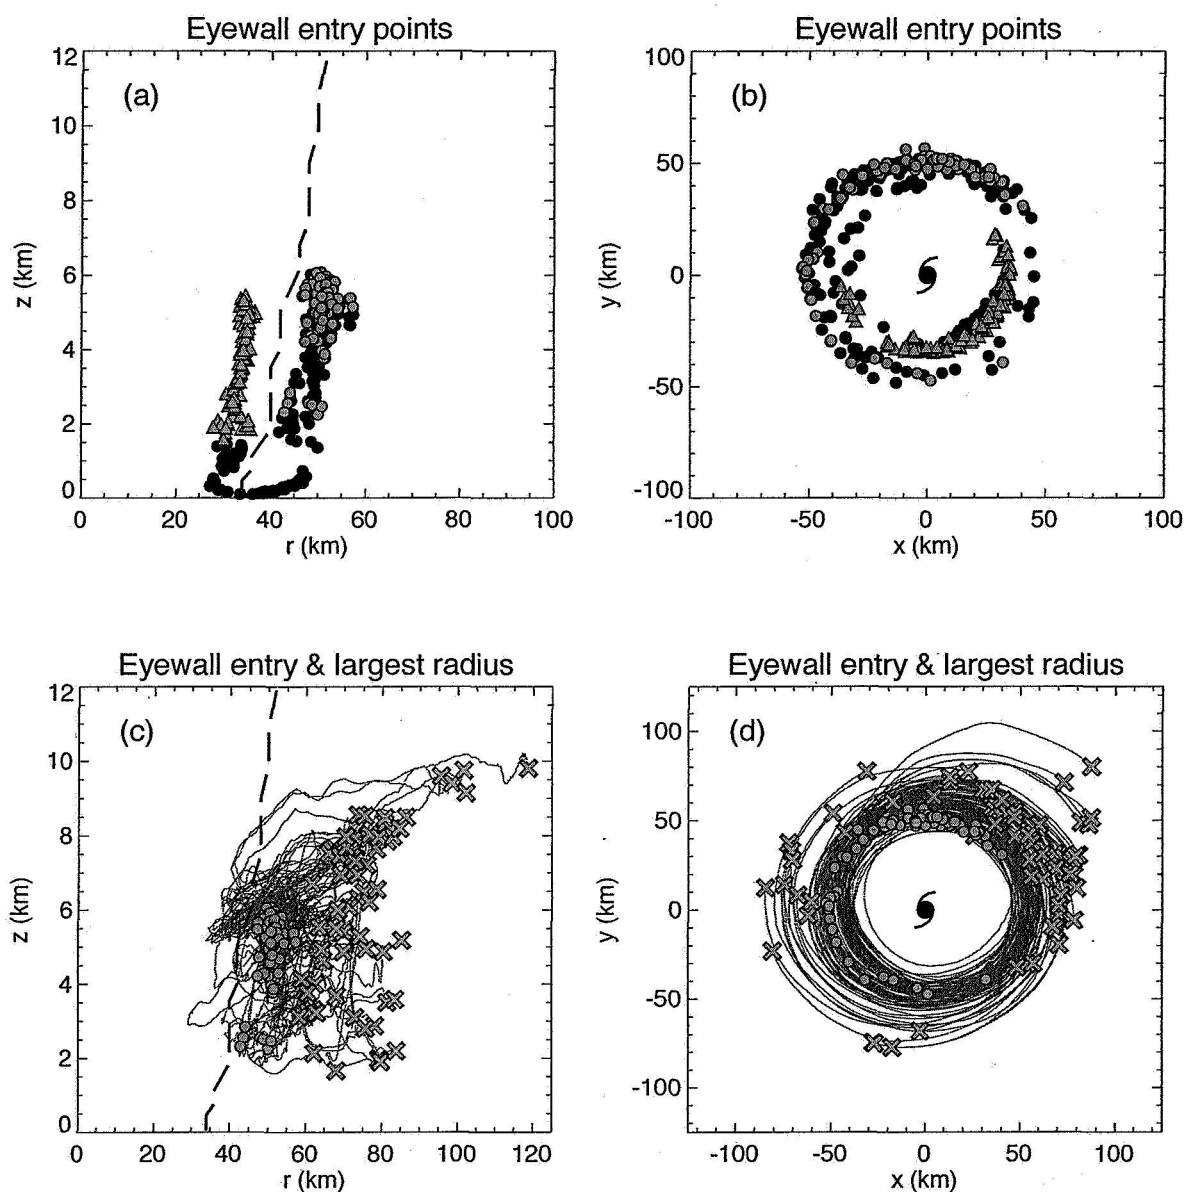 Eyewall entry points
Eyewall entry points
(a)
(b)
12
10
8
6
4
2
0
z (km)
0 20 40 60 80 100
r (km)
100
50
0
-50
-100
y (km)
-100 -50 0 50 100
x (km)
Eyewall entry & largest radius
Eyewall entry & largest radius
(c)
(d)
12
10
8
6
4
2
0
z (km)
0 20 40 60 80 100 120
r (km)
100
50
0
-50
-100
y (km)
-100 -50 0 50 100
x (km)